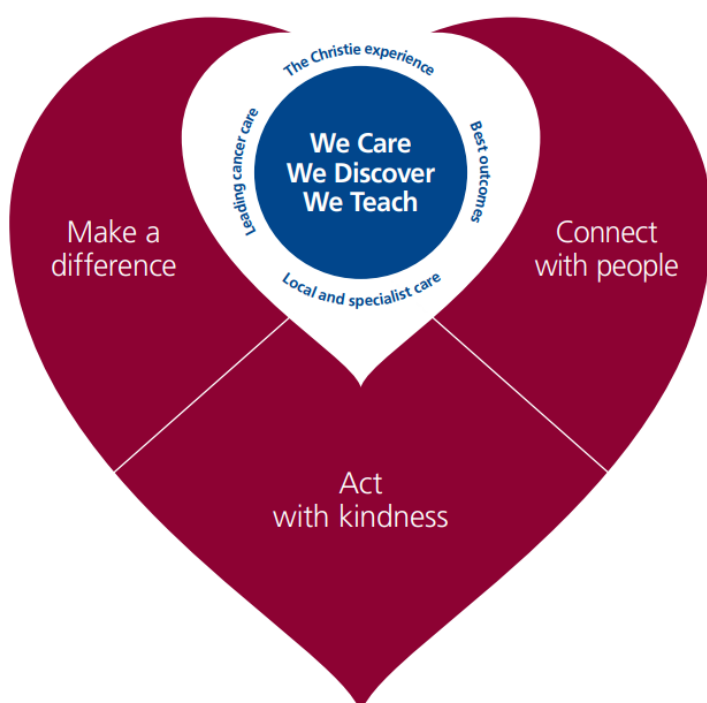 The Christie experience
Leading cancer care
Best outcomes
We Care
We Discover
We Teach
Local and specialist care
Make a
difference
Connect
with people
Act
with kindness